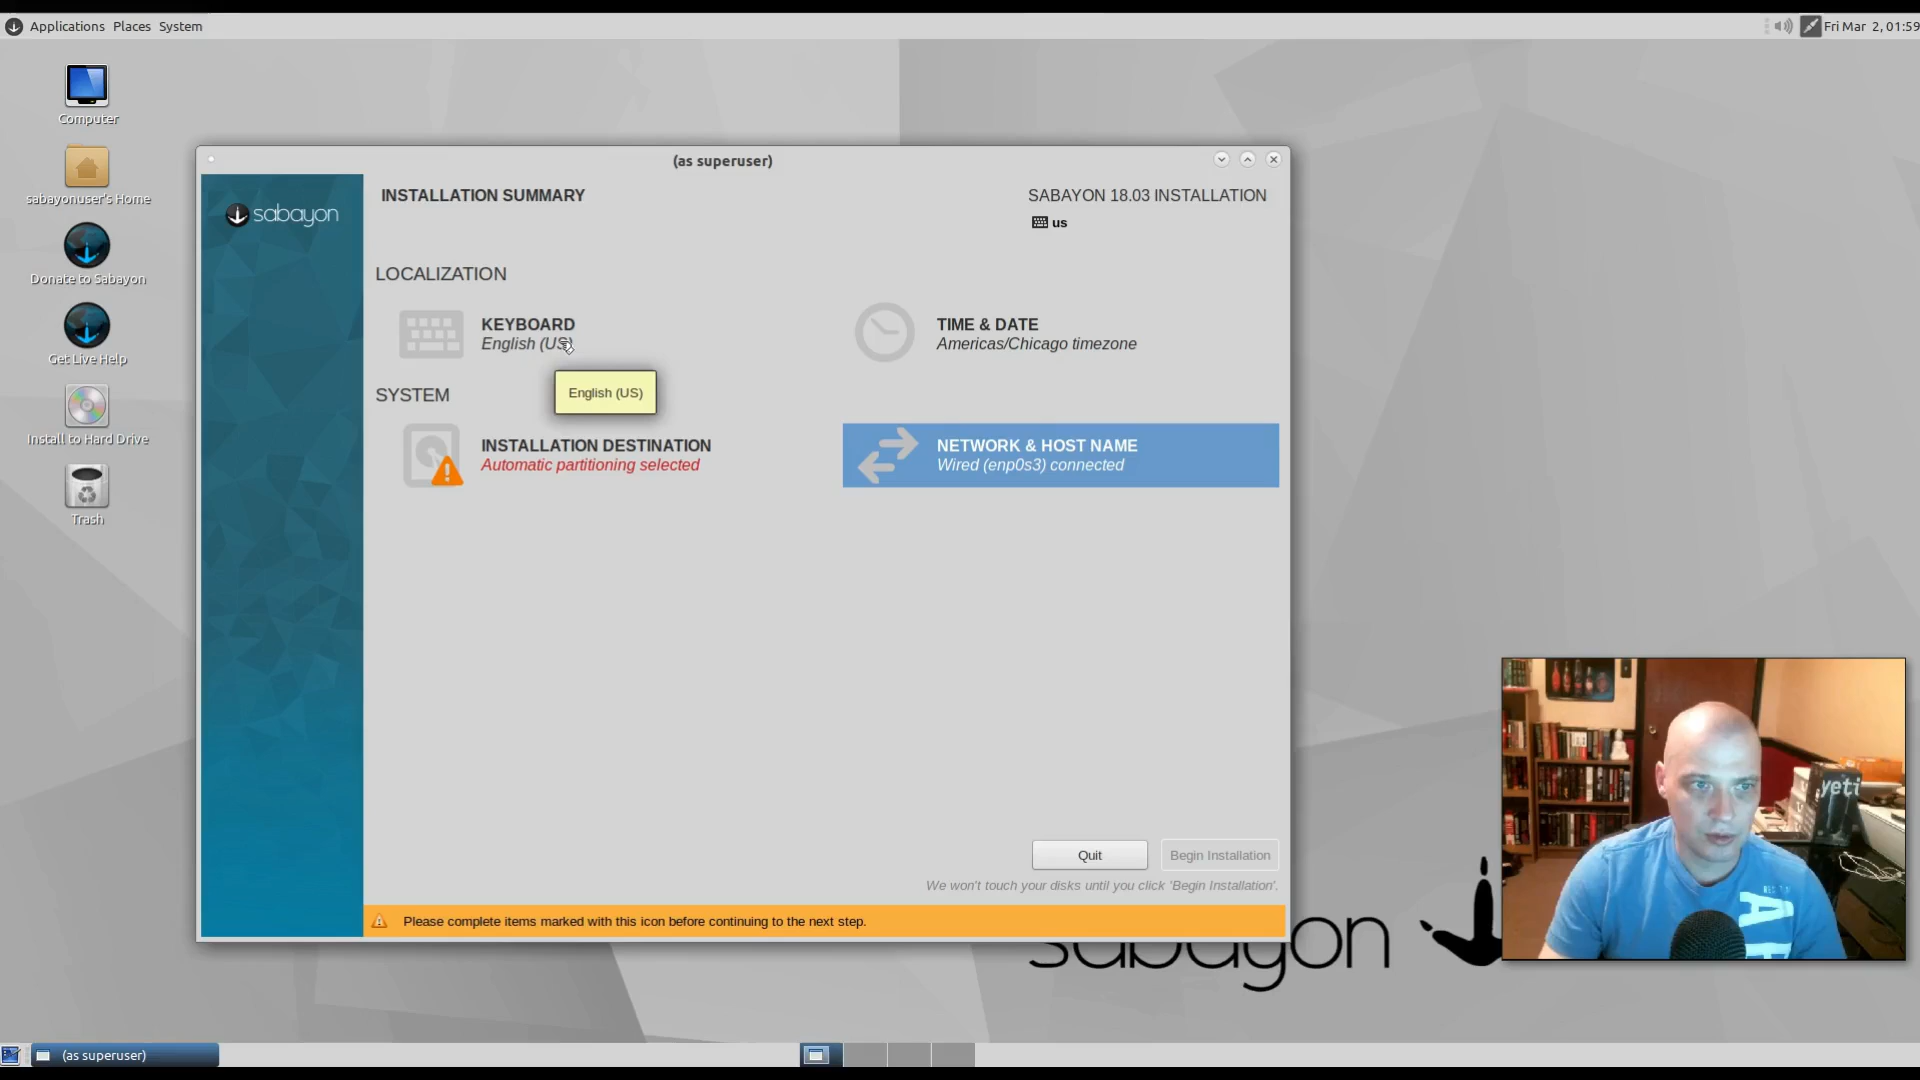 Applications Places System
Fri Mar 2, 01:59
Computer
sabayonuser's Home
Donate to Sabayon
Get Live Help
Install to Hard Drive
Trash
(as superuser)
sabayon
INSTALLATION SUMMARY
SABAYON 18.03 INSTALLATION
us
LOCALIZATION
KEYBOARD
English (US)
TIME & DATE
Americas/Chicago timezone
English (US)
SYSTEM
INSTALLATION DESTINATION
Automatic partitioning selected
NETWORK & HOST NAME
Wired (enp0s3) connected
Quit
Begin Installation
We won't touch your disks until you click 'Begin Installation'.
Please complete items marked with this icon before continuing to the next step.
sabayon
yeti
(as superuser)